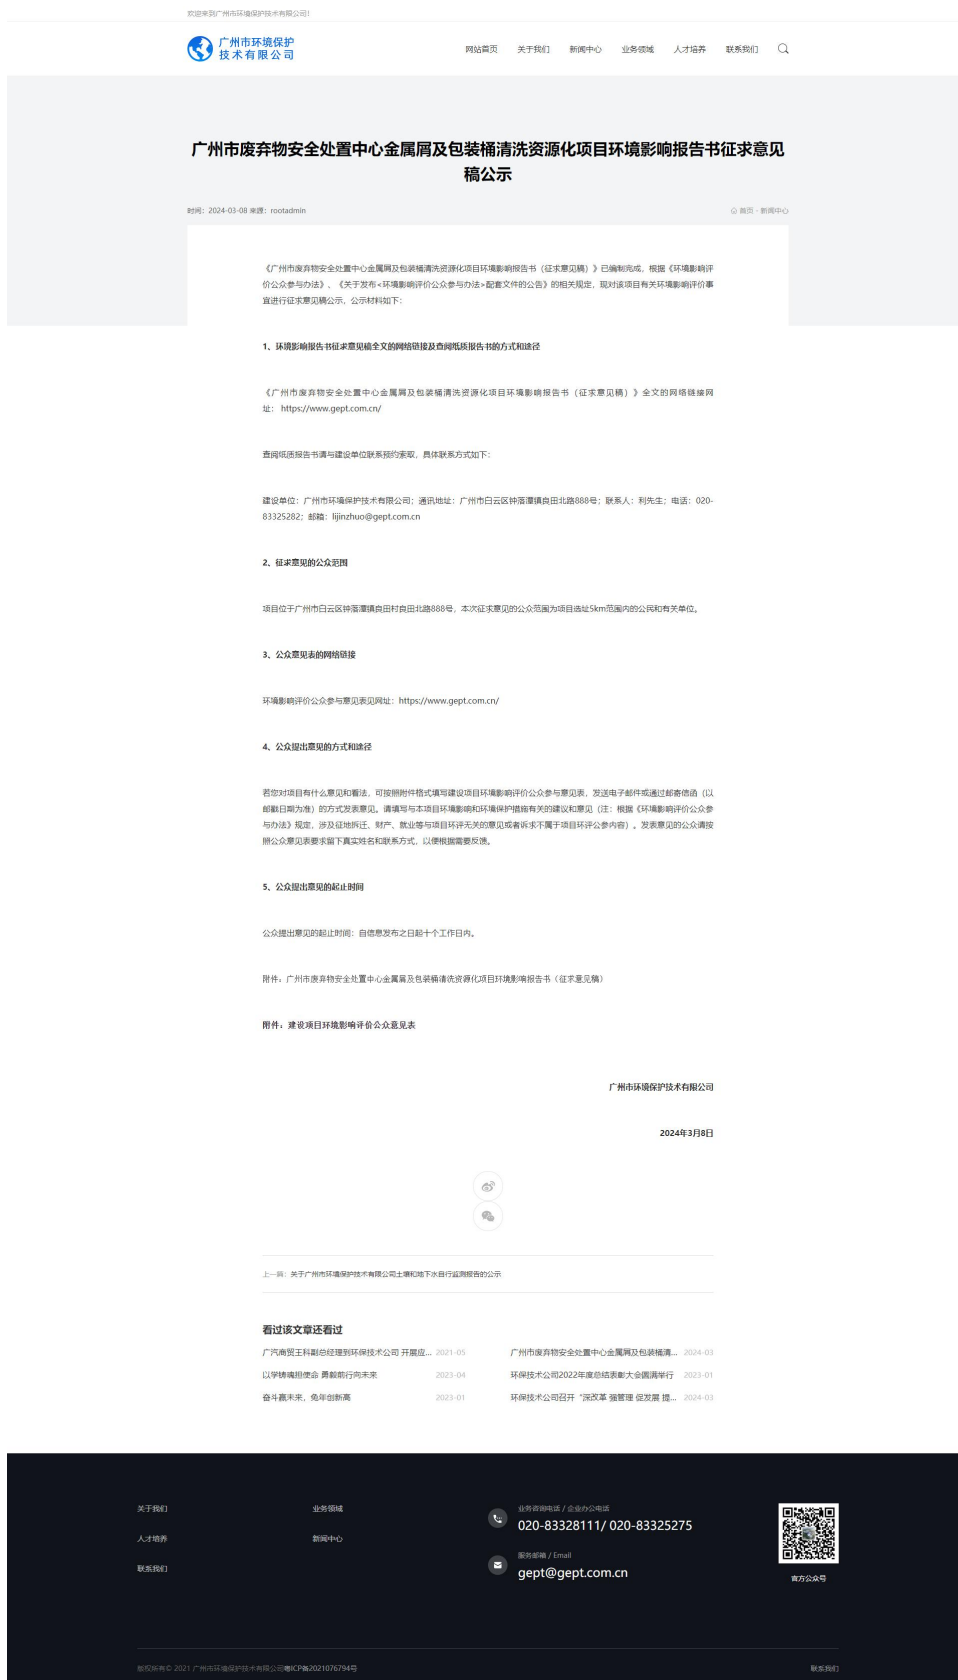 欢迎来到广州市环境保护技术有限公司!
广州市环境保护
技术有限公司
网站首页 关于我们 新闻中心 业务领域 人才培养 联系我们
广州市废弃物安全处置中心金属屑及包装桶清洗资源化项目环境影响报告书征求意见
稿公示
时间：2024-03-08 来源：rootadmin
首页 - 新闻中心
《广州市废弃物安全处置中心金属屑及包装桶清洗资源化项目环境影响报告书（征求意见稿）》已编制完成，根据《环境影响评
价公众参与办法》、《关于发布<环境影响评价公众参与办法>配套文件的公告》的相关规定，现对该项目有关环境影响评价事
宜进行征求意见稿公示，公示材料如下：
1、环境影响报告书征求意见稿全文的网络链接及查阅纸质报告书的方式和途径
《广州市废弃物安全处置中心金属屑及包装桶清洗资源化项目环境影响报告书（征求意见稿）》全文的网络链接网
址： https://www.gept.com.cn/
查阅纸质报告书请与建设单位联系预约索取，具体联系方式如下：
建设单位：广州市环境保护技术有限公司；通讯地址：广州市白云区钟落潭镇良田北路888号；联系人：利先生；电话：020-
83325282；邮箱：lijinzhuo@gept.com.cn
2、征求意见的公众范围
项目位于广州市白云区钟落潭镇良田村良田北路888号，本次征求意见的公众范围为项目选址5km范围内的公民和有关单位。
3、公众意见表的网络链接
环境影响评价公众参与意见表见网址：https://www.gept.com.cn/
4、公众提出意见的方式和途径
若您对项目有什么意见和看法，可按照附件格式填写建设项目环境影响评价公众参与意见表，发送电子邮件或通过邮寄信函（以
邮戳日期为准）的方式发表意见。请填写与本项目环境影响和环境保护措施有关的建议和意见（注：根据《环境影响评价公众参
与办法》规定，涉及征地拆迁、财产、就业等与项目环评无关的意见或者诉求不属于项目环评公参内容）。发表意见的公众请按
照公众意见表要求留下真实姓名和联系方式，以便根据需要反馈。
5、公众提出意见的起止时间
公众提出意见的起止时间：自信息发布之日起十个工作日内。
附件：广州市废弃物安全处置中心金属屑及包装桶清洗资源化项目环境影响报告书（征求意见稿）
附件：建设项目环境影响评价公众意见表
广州市环境保护技术有限公司
2024年3月8日
上一篇：关于广州市环境保护技术有限公司土壤和地下水自行监测报告的公示
看过该文章还看过
广汽商贸王科副总经理到环保技术公司 开展应... 2021-05
广州市废弃物安全处置中心金属屑及包装桶清... 2024-03
以学铸魂担使命 勇毅前行向未来 2023-04
环保技术公司2022年度总结表彰大会圆满举行 2023-01
奋斗赢未来，兔年创新高 2023-01
环保技术公司召开“深改革 强管理 促发展 提... 2024-03
关于我们 业务领域
人才培养 新闻中心
联系我们
业务咨询电话 / 企业办公电话
020-83328111/ 020-83325275
服务邮箱 / Email
gept@gept.com.cn
官方公众号
版权所有© 2021 广州市环境保护技术有限公司粤ICP备2021076794号
联系我们